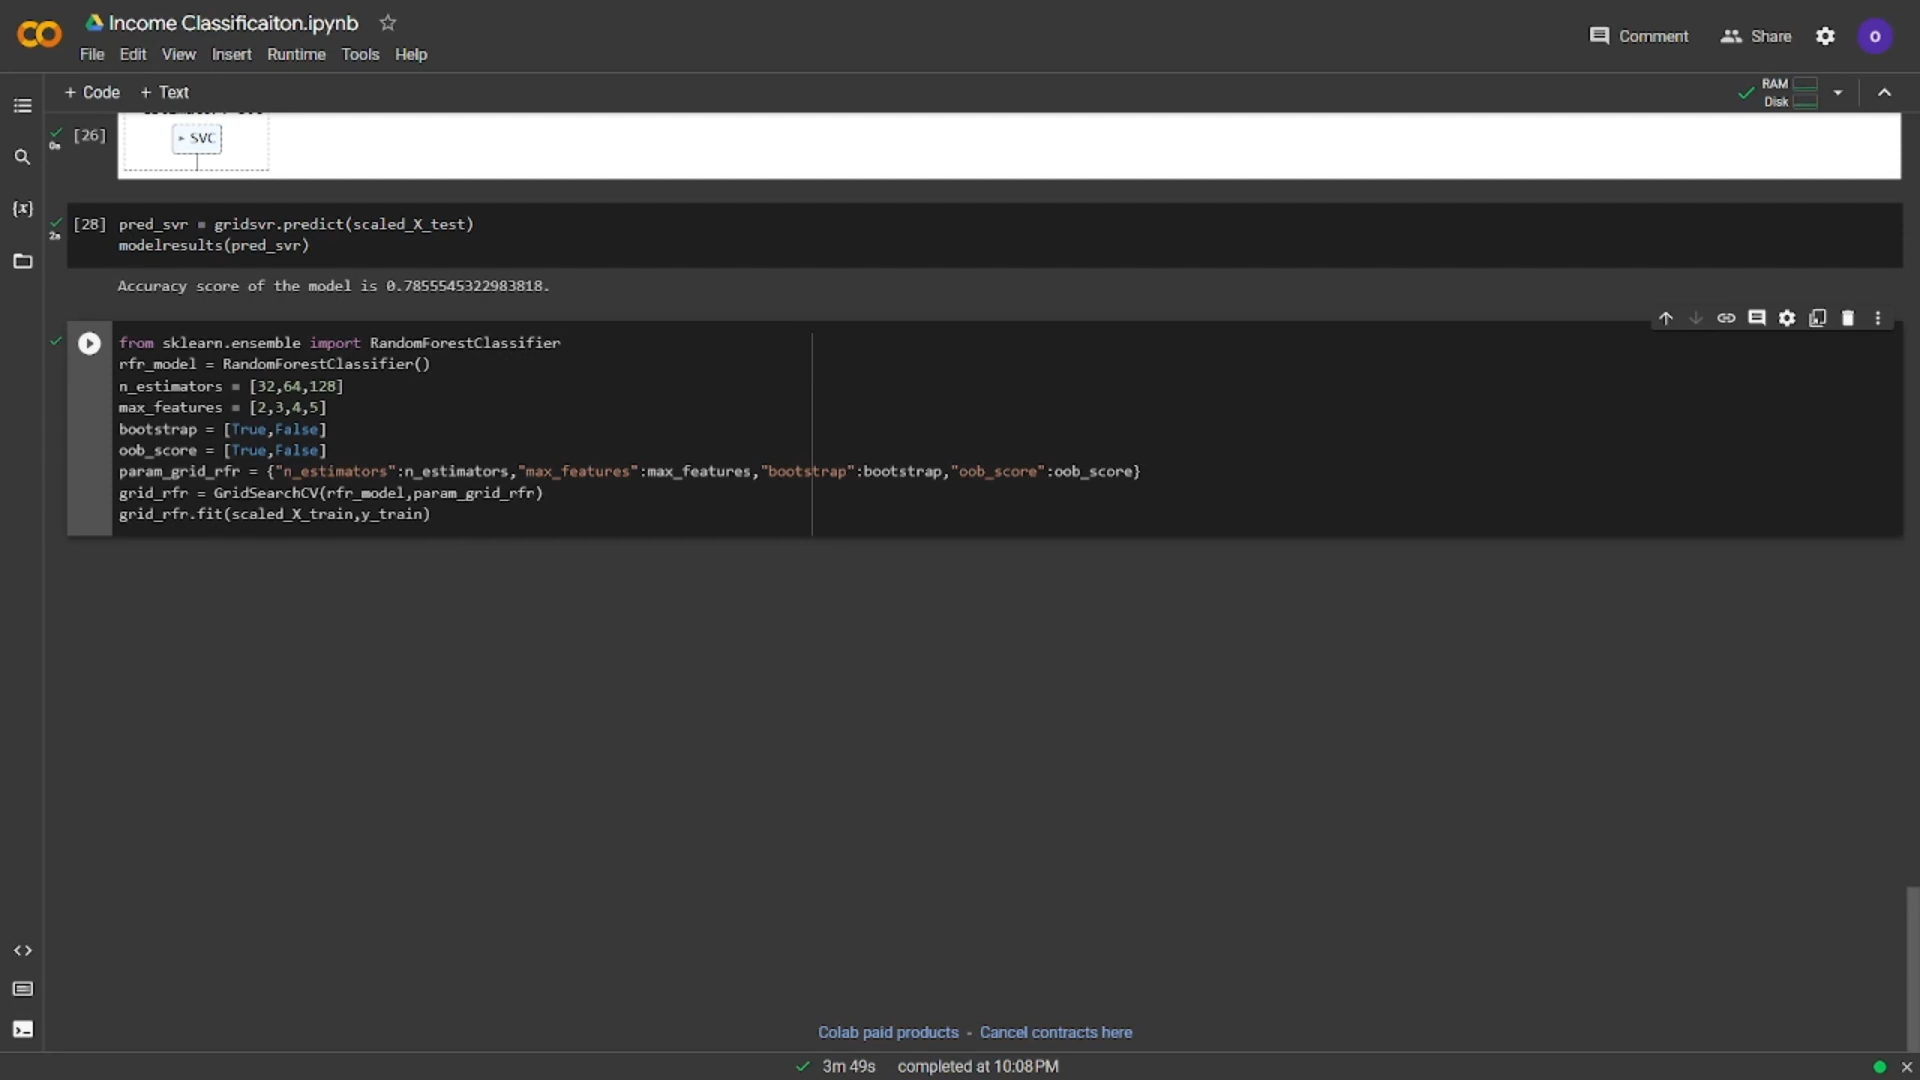 Income Classificaiton.ipynb
File Edit View Insert Runtime Tools Help
Comment Share O
+ Code + Text
RAM
Disk
[26]
0s
SVC
[28] pred_svr = gridsvr.predict(scaled_X_test)
2s
modelresults(pred_svr)
Accuracy score of the model is 0.7855545322983818.
from sklearn.ensemble import RandomForestClassifier
rfr_model = RandomForestClassifier()
n_estimators = [32,64,128]
max_features = [2,3,4,5]
bootstrap = [True,False]
oob_score = [True,False]
param_grid_rfr = {"n_estimators":n_estimators,"max_features":max_features,"bootstrap":bootstrap,"oob_score":oob_score}
grid_rfr = GridSearchCV(rfr_model,param_grid_rfr)
grid_rfr.fit(scaled_X_train,y_train)
Colab paid products - Cancel contracts here
3m 49s completed at 10:08 PM